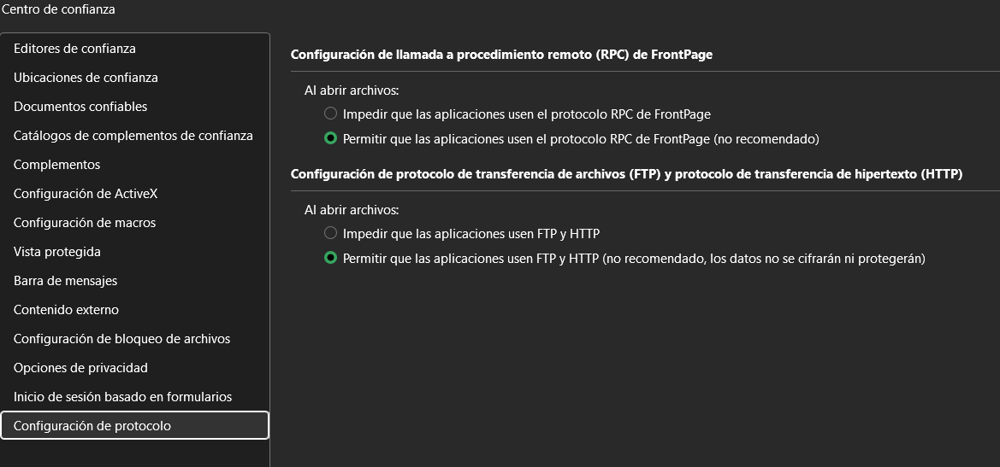 Centro de confianza
Editores de confianza
Ubicaciones de confianza
Documentos confiables
Catálogos de complementos de confianza
Complementos
Configuración de ActiveX
Configuración de macros
Vista protegida
Barra de mensajes
Contenido externo
Configuración de bloqueo de archivos
Opciones de privacidad
Inicio de sesión basado en formularios
Configuración de protocolo
Configuración de llamada a procedimiento remoto (RPC) de FrontPage
Al abrir archivos:
Impedir que las aplicaciones usen el protocolo RPC de FrontPage
Permitir que las aplicaciones usen el protocolo RPC de FrontPage (no recomendado)
Configuración de protocolo de transferencia de archivos (FTP) y protocolo de transferencia de hipertexto (HTTP)
Al abrir archivos:
Impedir que las aplicaciones usen FTP y HTTP
Permitir que las aplicaciones usen FTP y HTTP (no recomendado, los datos no se cifrarán ni protegerán)